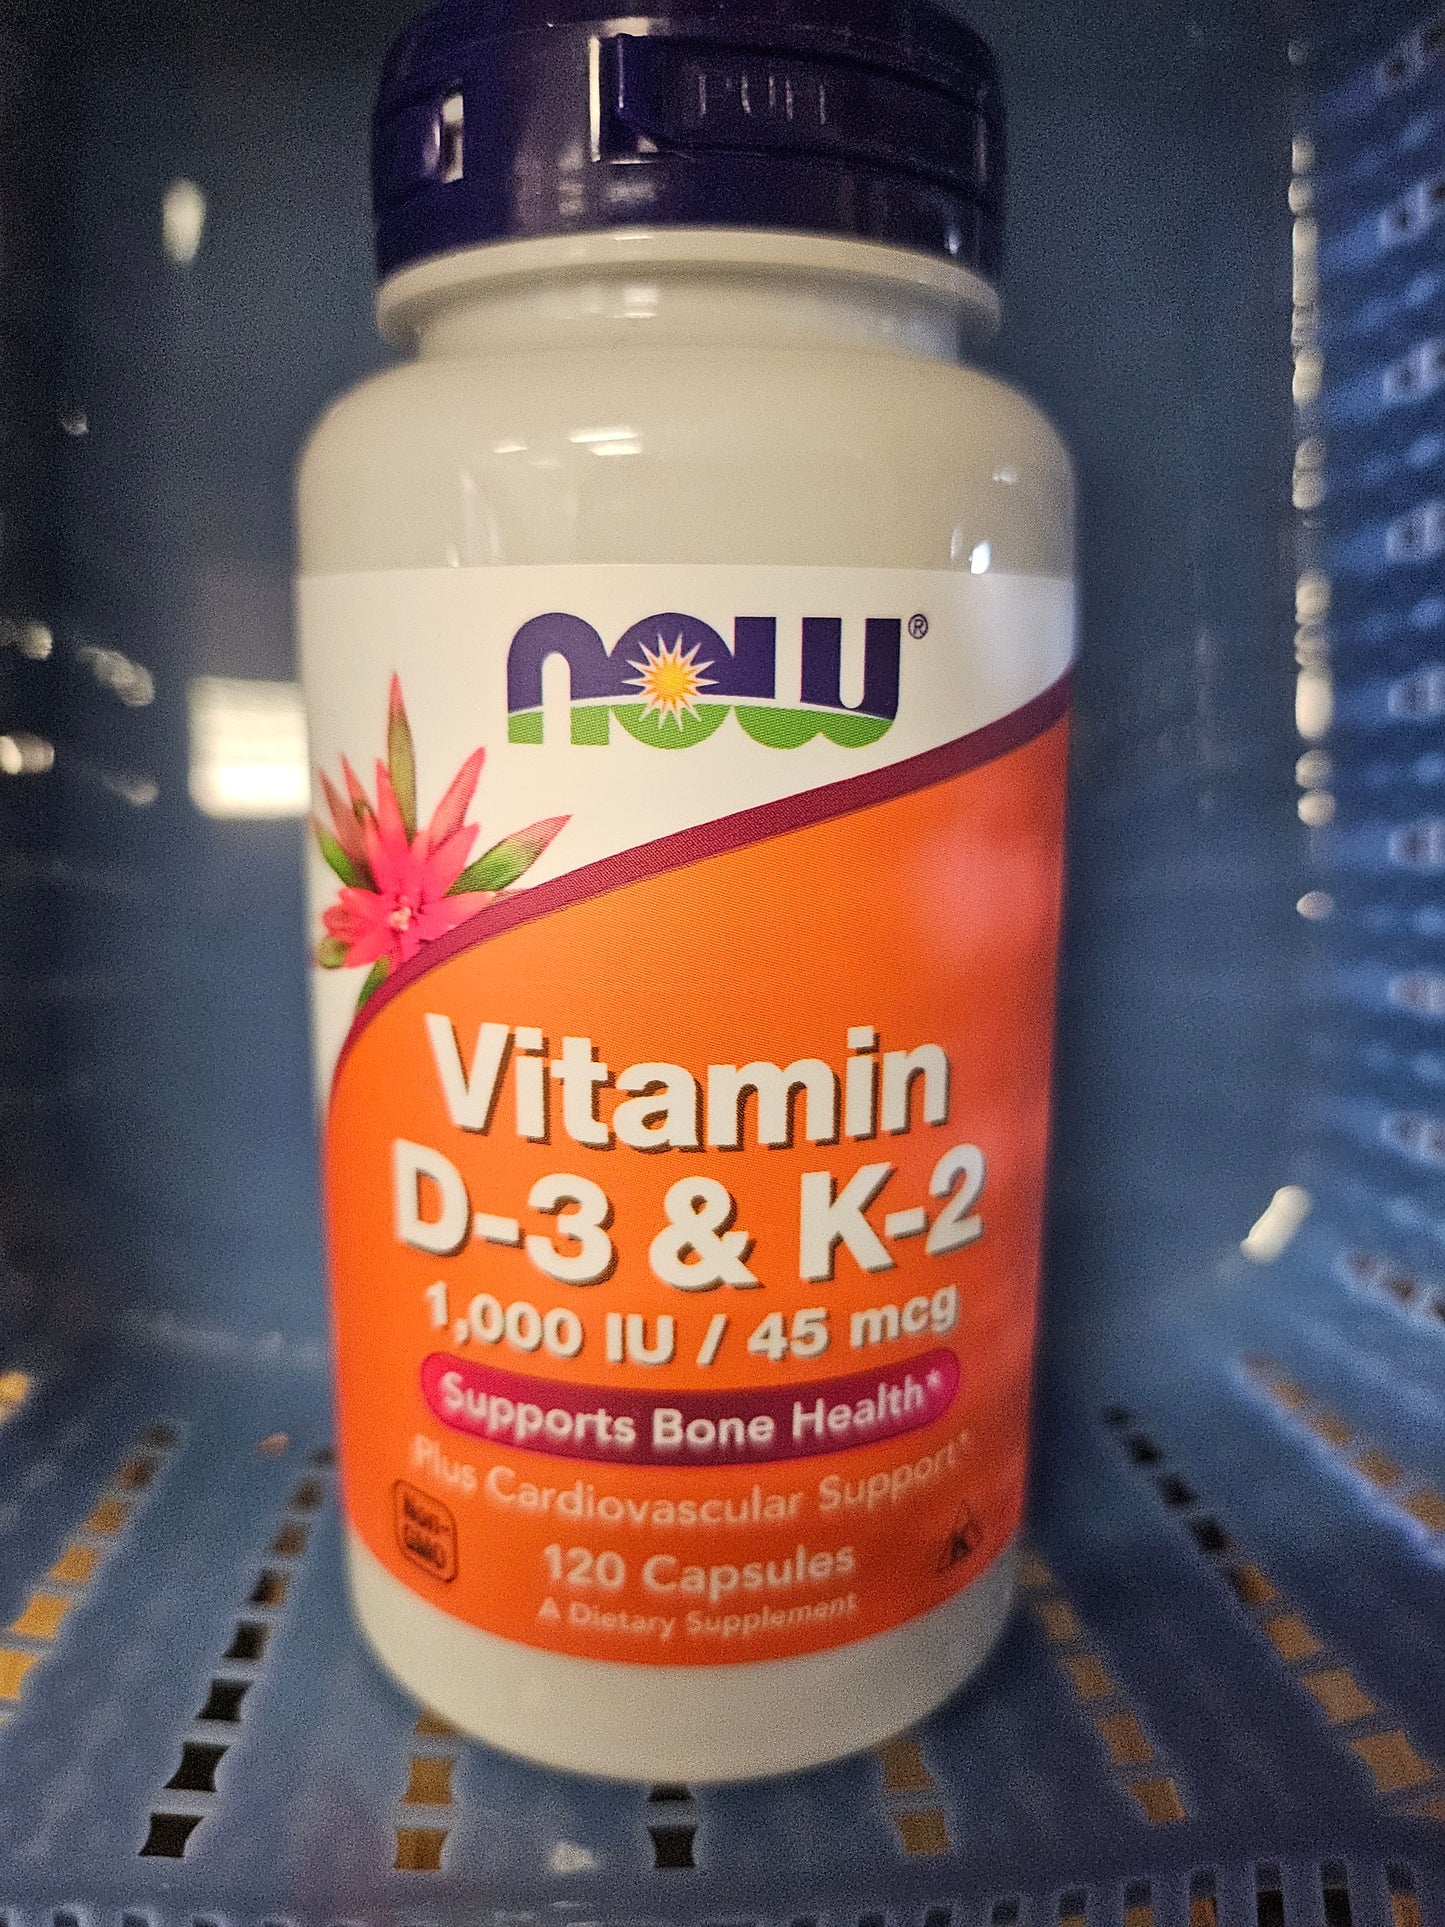 PULL
NOW®
Vitamin
D-3 & K-2
1,000 IU / 45 mcg
Supports Bone Health*
Plus Cardiovascular Support*
Non-
GMO
K
120 Capsules
A Dietary Supplement